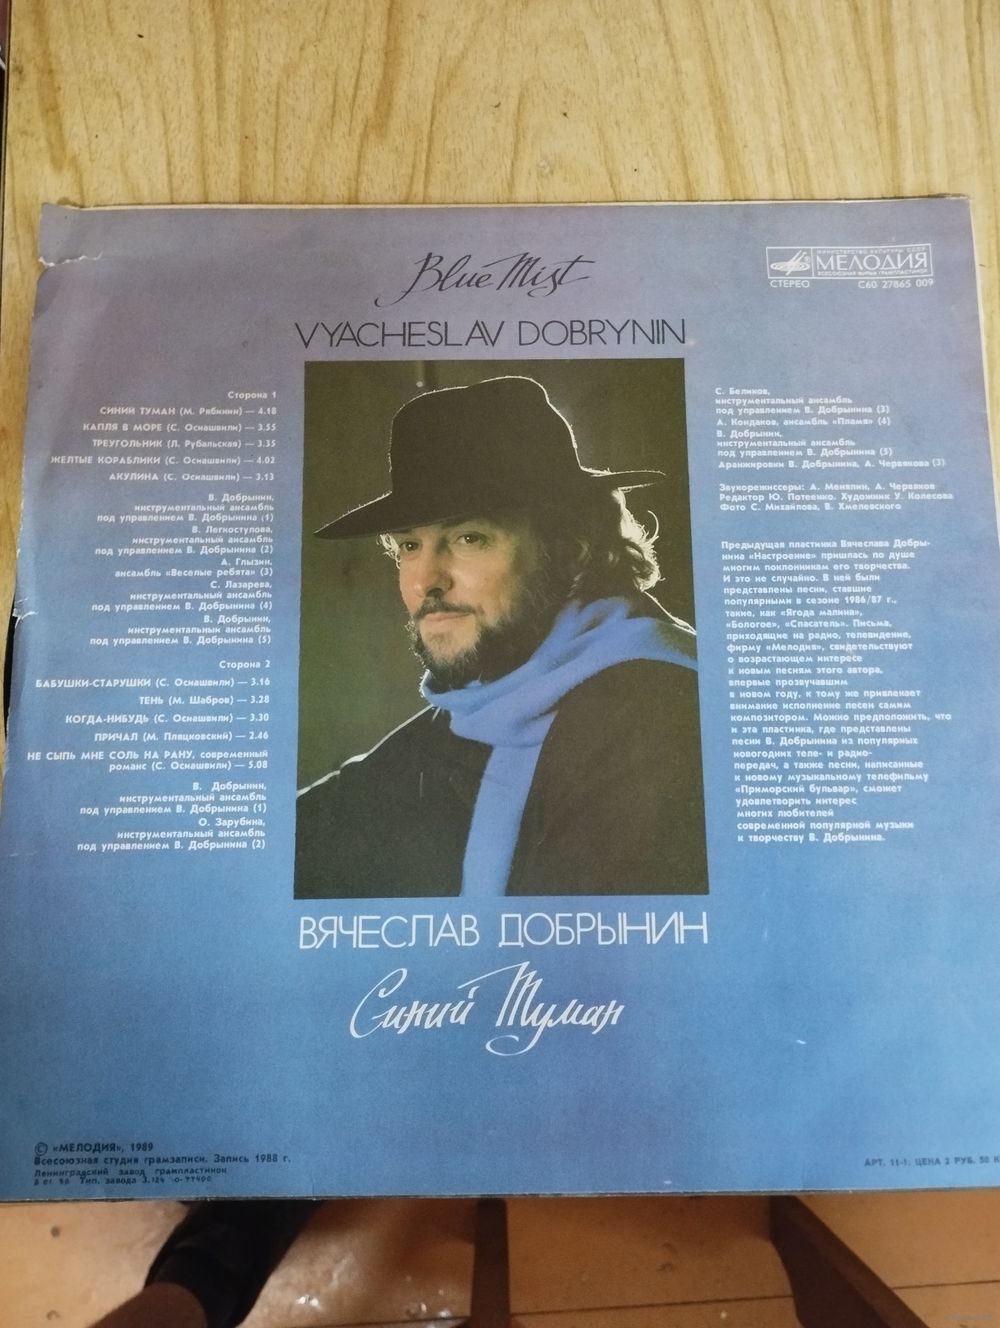 Blue Mist
VYACHESLAV DOBRYNIN
МИНИСТЕРСТВО КУЛЬТУРЫ СССР
МЕЛОДИЯ
ВСЕСОЮЗНАЯ ФИРМА ГРАМПЛАСТИНОК
СТЕРЕО
С60 27865 009
Сторона 1
СИНИЙ ТУМАН (М. Рябинин) — 4.18
КАПЛЯ В МОРЕ (С. Осиашвили) — 3.55
ТРЕУГОЛЬНИК (Л. Рубальская) — 3.35
ЖЕЛТЫЕ КОРАБЛИКИ (С. Осиашвили) — 4.02
АКУЛИНА (С. Осиашвили) — 3.13
В. Добрынин,
инструментальный ансамбль
под управлением В. Добрынина (1)
В. Легкоступова,
инструментальный ансамбль
под управлением В. Добрынина (2)
А. Глызин,
ансамбль «Веселые ребята» (3)
С. Лазарева,
инструментальный ансамбль
под управлением В. Добрынина (4)
В. Добрынин,
инструментальный ансамбль
под управлением В. Добрынина (5)
Сторона 2
БАБУШКИ-СТАРУШКИ (С. Осиашвили) — 3.16
ТЕНЬ (М. Шабров) — 3.28
КОГДА-НИБУДЬ (С. Осиашвили) — 3.30
ПРИЧАЛ (М. Пляцковский) — 2.46
НЕ СЫПЬ МНЕ СОЛЬ НА РАНУ, современный
романс (С. Осиашвили) — 5.08
В. Добрынин,
инструментальный ансамбль
под управлением В. Добрынина (1)
О. Зарубина,
инструментальный ансамбль
под управлением В. Добрынина (2)
С. Беликов,
инструментальный ансамбль
под управлением В. Добрынина (3)
А. Кондаков, ансамбль «Пламя» (4)
В. Добрынин,
инструментальный ансамбль
под управлением В. Добрынина (5)
Аранжировки В. Добрынина, А. Червякова (3)
Звукорежиссеры: А. Меняпин, А. Червяков
Редактор Ю. Потеенко. Художник У. Колесова
Фото С. Михайлова, В. Хмелевского
Предыдущая пластинка Вячеслава Добры-
нина «Настроение» пришлась по душе
многим поклонникам его творчества.
И это не случайно. В ней были
представлены песни, ставшие
популярными в сезоне 1986/87 г.,
такие, как «Ягода малина»,
«Бологое», «Спасатель». Письма,
приходящие на радио, телевидение,
фирму «Мелодия», свидетельствуют
о возрастающем интересе
к новым песням этого автора,
впервые прозвучавшим
в новом году, к тому же привлекает
внимание исполнение песен самим
композитором. Можно предположить, что
и эта пластинка, где представлены
песни В. Добрынина из популярных
новогодних теле- и радио-
передач, а также песни, написанные
к новому музыкальному телефильму
«Приморский бульвар», сможет
удовлетворить интерес
многих любителей
современной популярной музыки
к творчеству В. Добрынина.
ВЯЧЕСЛАВ ДОБРЫНИН
Синий Туман
© «МЕЛОДИЯ», 1989
Всесоюзная студия грамзаписи. Запись 1988 г.
Ленинградский завод грампластинок
Тип. завода
АРТ. 11-1. ЦЕНА 2 РУБ. 50 К